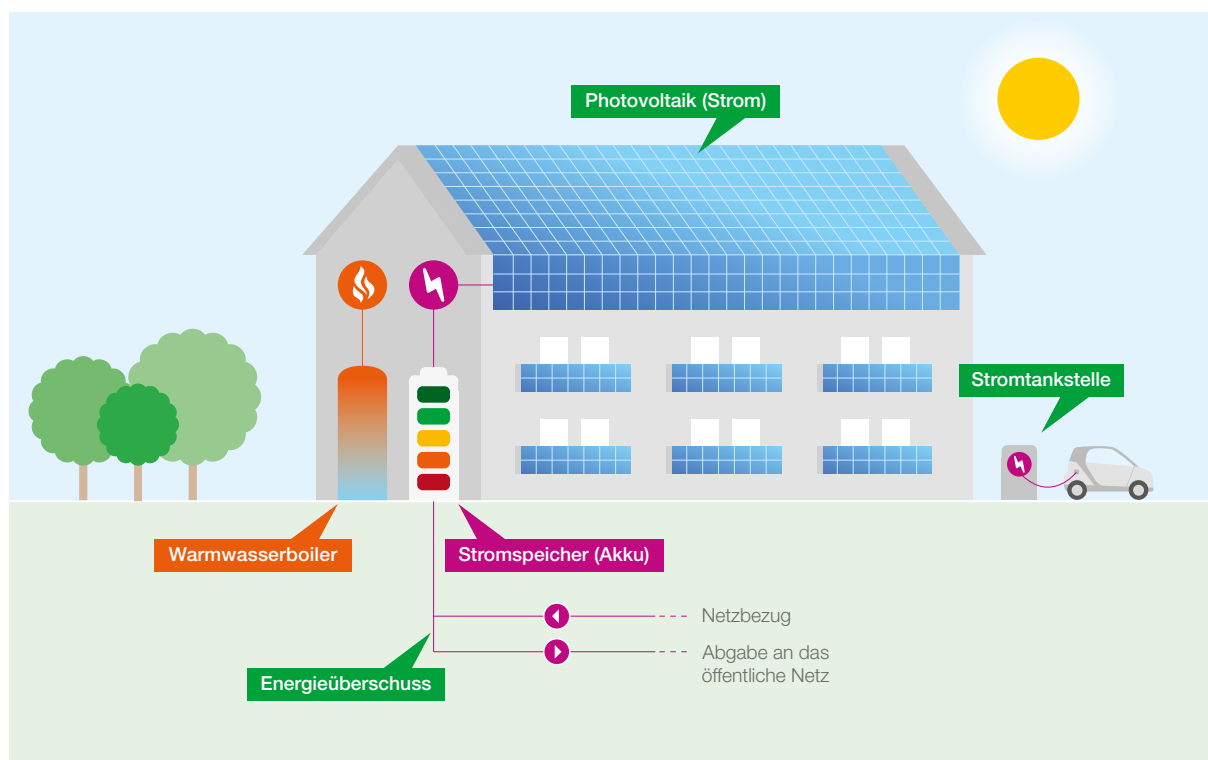 Photovoltaik (Strom)
Stromtankstelle
Warmwasserboiler
Stromspeicher (Akku)
Netzbezug
Abgabe an das
öffentliche Netz
Energieüberschuss